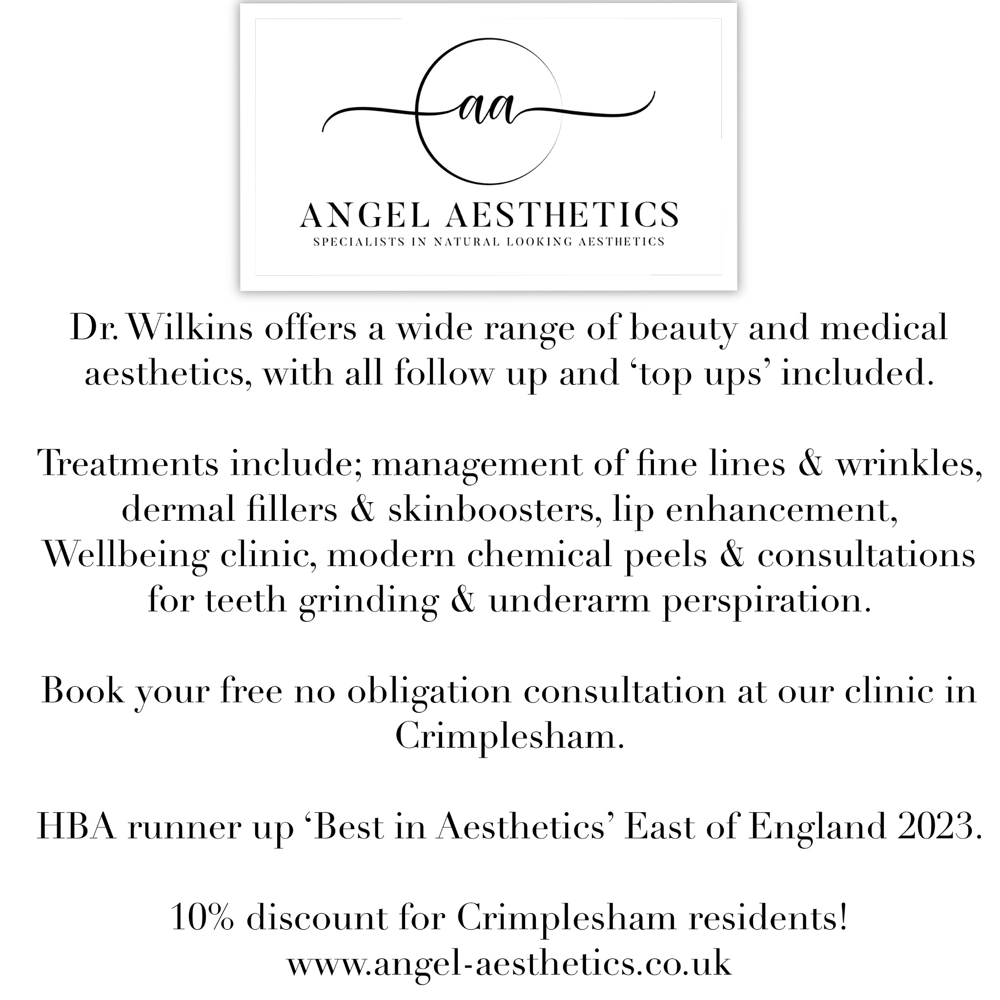 aa
ANGEL AESTHETICS
SPECIALISTS IN NATURAL LOOKING AESTHETICS
Dr. Wilkins offers a wide range of beauty and medical
aesthetics, with all follow up and ‘top ups’ included.
Treatments include; management of fine lines & wrinkles,
dermal fillers & skinboosters, lip enhancement,
Wellbeing clinic, modern chemical peels & consultations
for teeth grinding & underarm perspiration.
Book your free no obligation consultation at our clinic in
Crimplesham.
HBA runner up ‘Best in Aesthetics’ East of England 2023.
10% discount for Crimplesham residents!
www.angel-aesthetics.co.uk